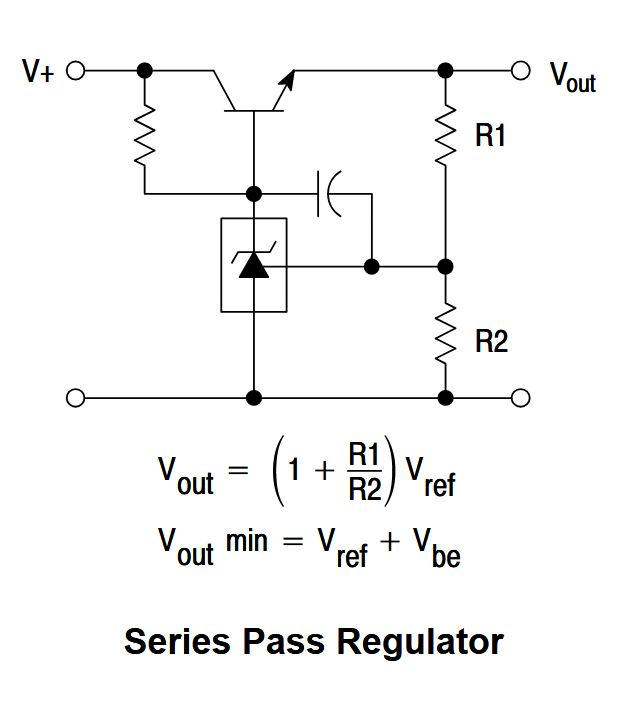 V+
Vout
R1
R2
Vout = (1 + R1/R2) Vref
Vout min = Vref + Vbe
Series Pass Regulator